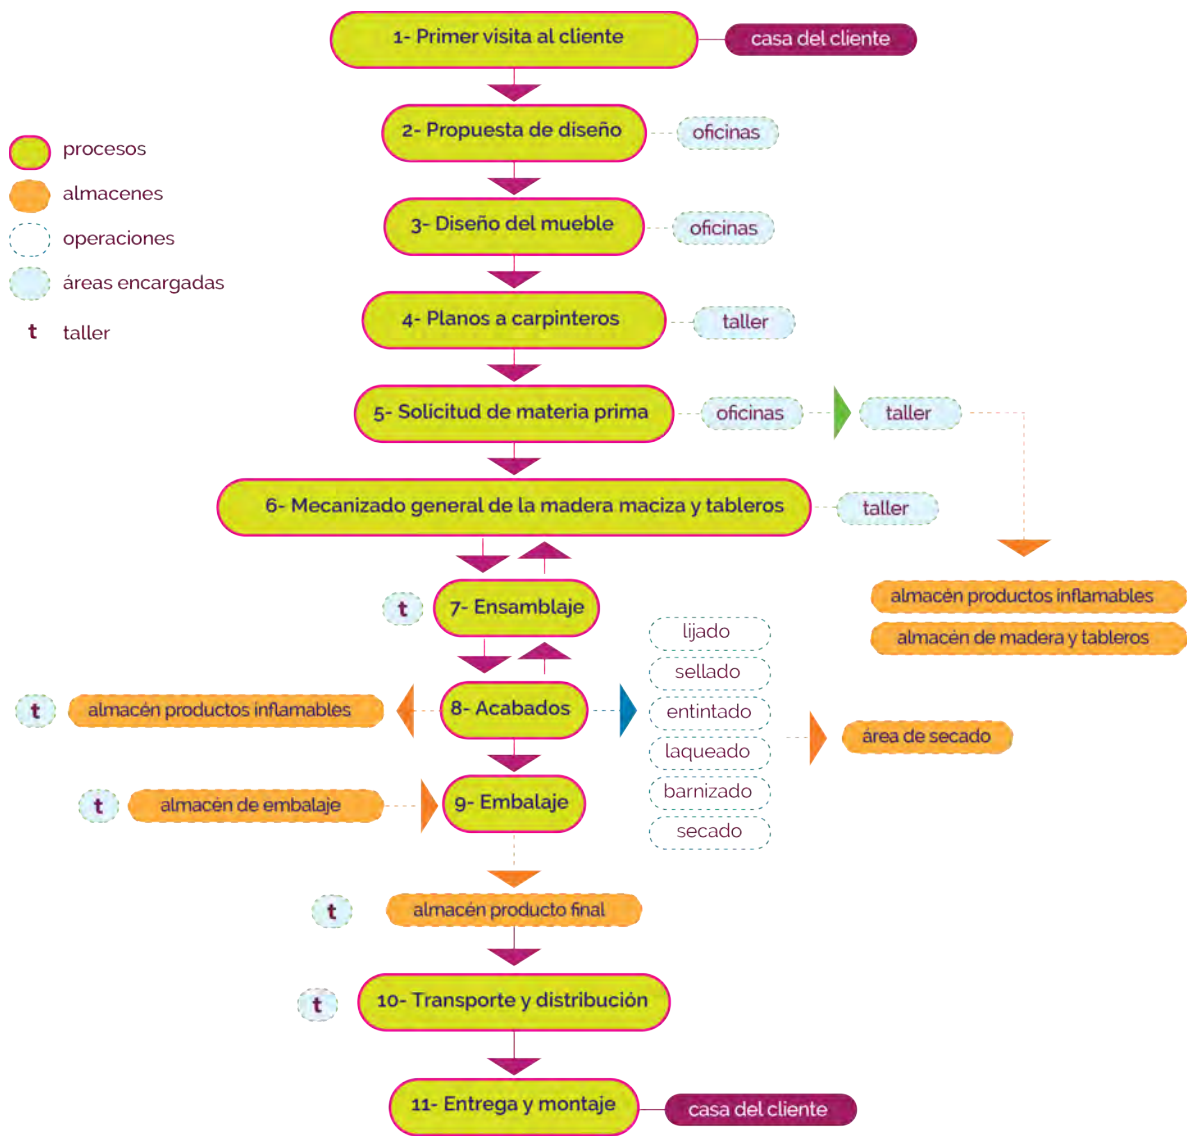 1- Primer visita al cliente
casa del cliente
2- Propuesta de diseño
oficinas
procesos
almacenes
operaciones
áreas encargadas
t taller
3- Diseño del mueble
oficinas
4- Planos a carpinteros
taller
5- Solicitud de materia prima
oficinas
taller
6- Mecanizado general de la madera maciza y tableros
taller
almacén productos inflamables
almacén de madera y tableros
t
7- Ensamblaje
lijado
sellado
entintado
laqueado
barnizado
secado
área de secado
t
almacén productos inflamables
8- Acabados
t
almacén de embalaje
9- Embalaje
t
almacén producto final
t
10- Transporte y distribución
11- Entrega y montaje
casa del cliente